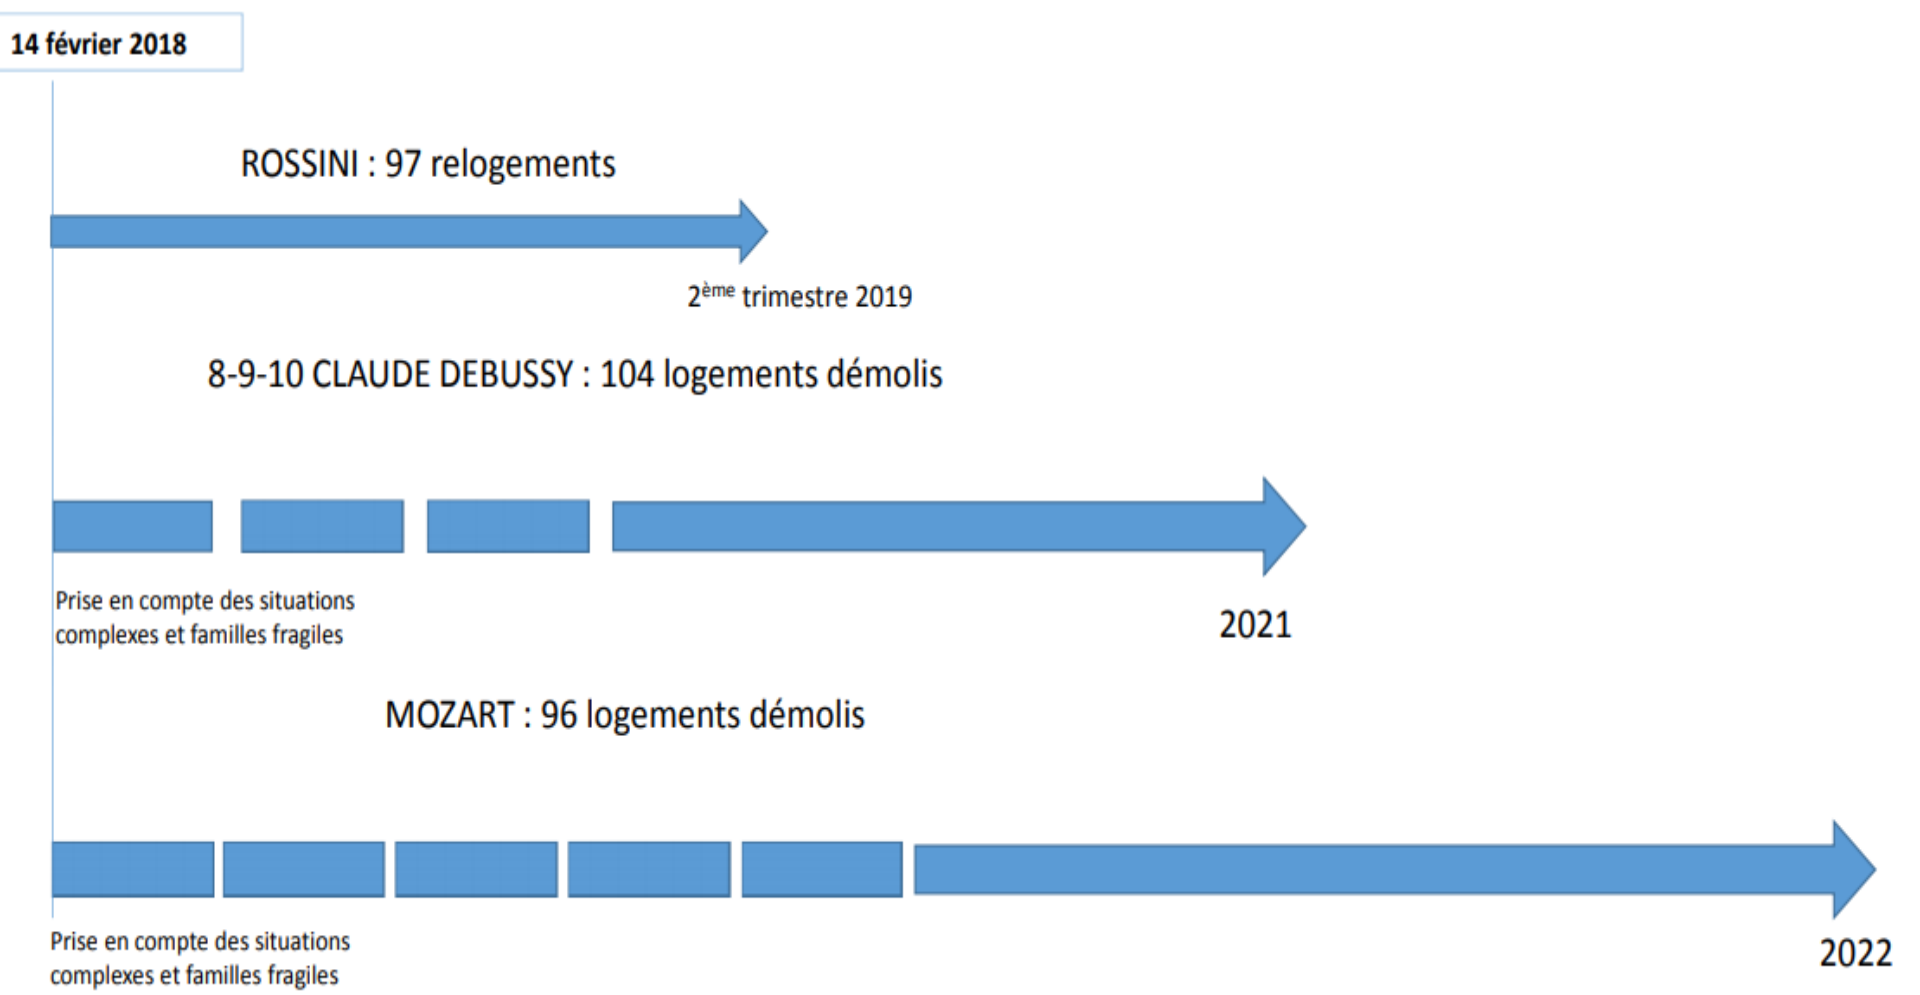 14 février 2018
ROSSINI : 97 relogements
2ème trimestre 2019
8-9-10 CLAUDE DEBUSSY : 104 logements démolis
Prise en compte des situations
complexes et familles fragiles
2021
MOZART : 96 logements démolis
Prise en compte des situations
complexes et familles fragiles
2022